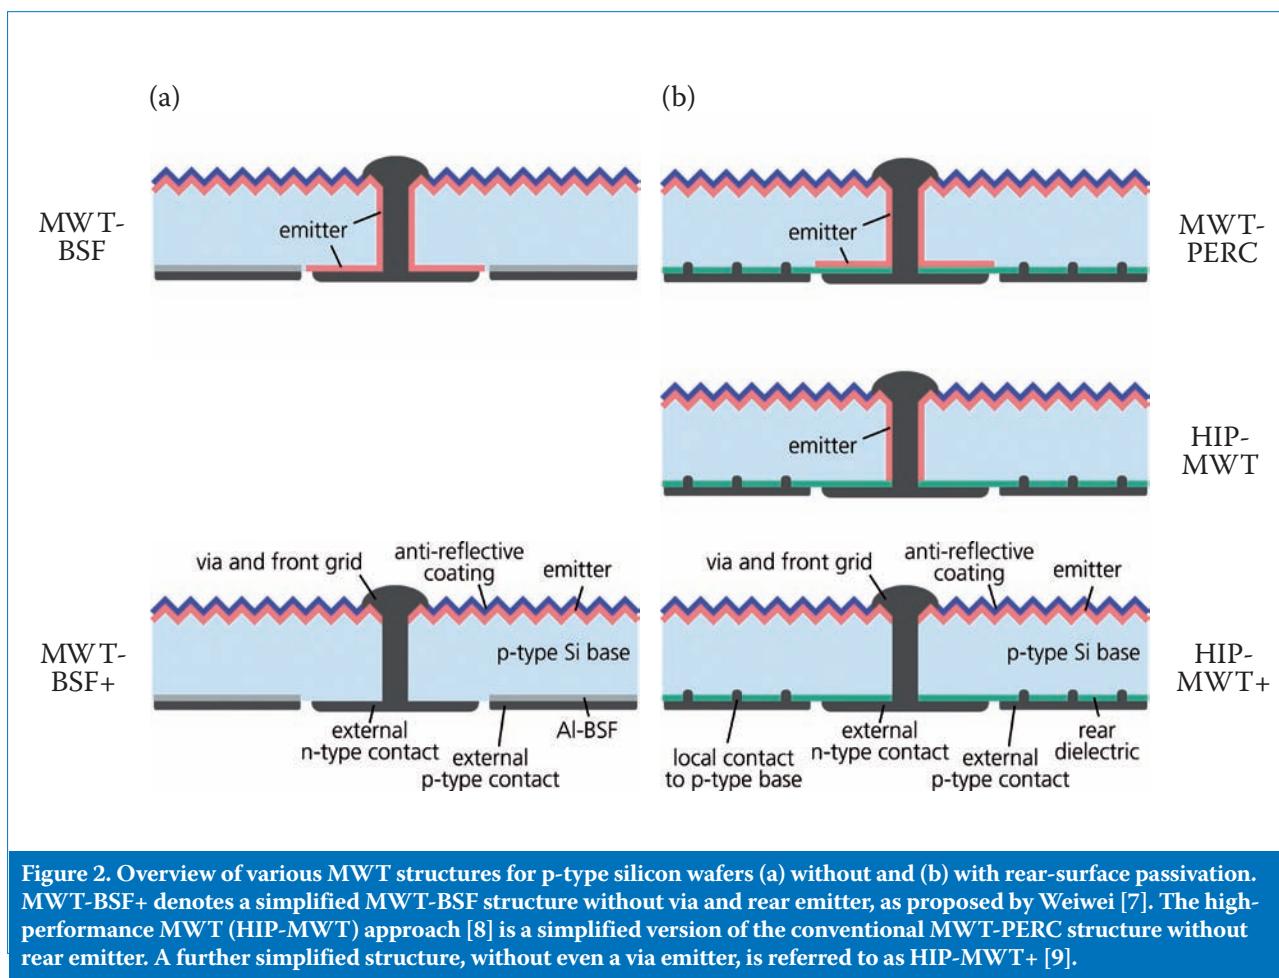 (a)
(b)
MWT-
BSF
emitter
emitter
MWT-
PERC
emitter
emitter
HIP-
MWT
via and front grid
anti-reflective
coating
emitter
via and front grid
anti-reflective
coating
emitter
MWT-
BSF+
p-type Si base
p-type Si base
HIP-
MWT+
external
n-type contact
external
p-type contact
Al-BSF
local contact
to p-type base
external
n-type contact
external
p-type contact
rear
dielectric
Figure 2. Overview of various MWT structures for p-type silicon wafers (a) without and (b) with rear-surface passivation.
MWT-BSF+ denotes a simplified MWT-BSF structure without via and rear emitter, as proposed by Weiwei [7]. The high-
performance MWT (HIP-MWT) approach [8] is a simplified version of the conventional MWT-PERC structure without
rear emitter. A further simplified structure, without even a via emitter, is referred to as HIP-MWT+ [9].